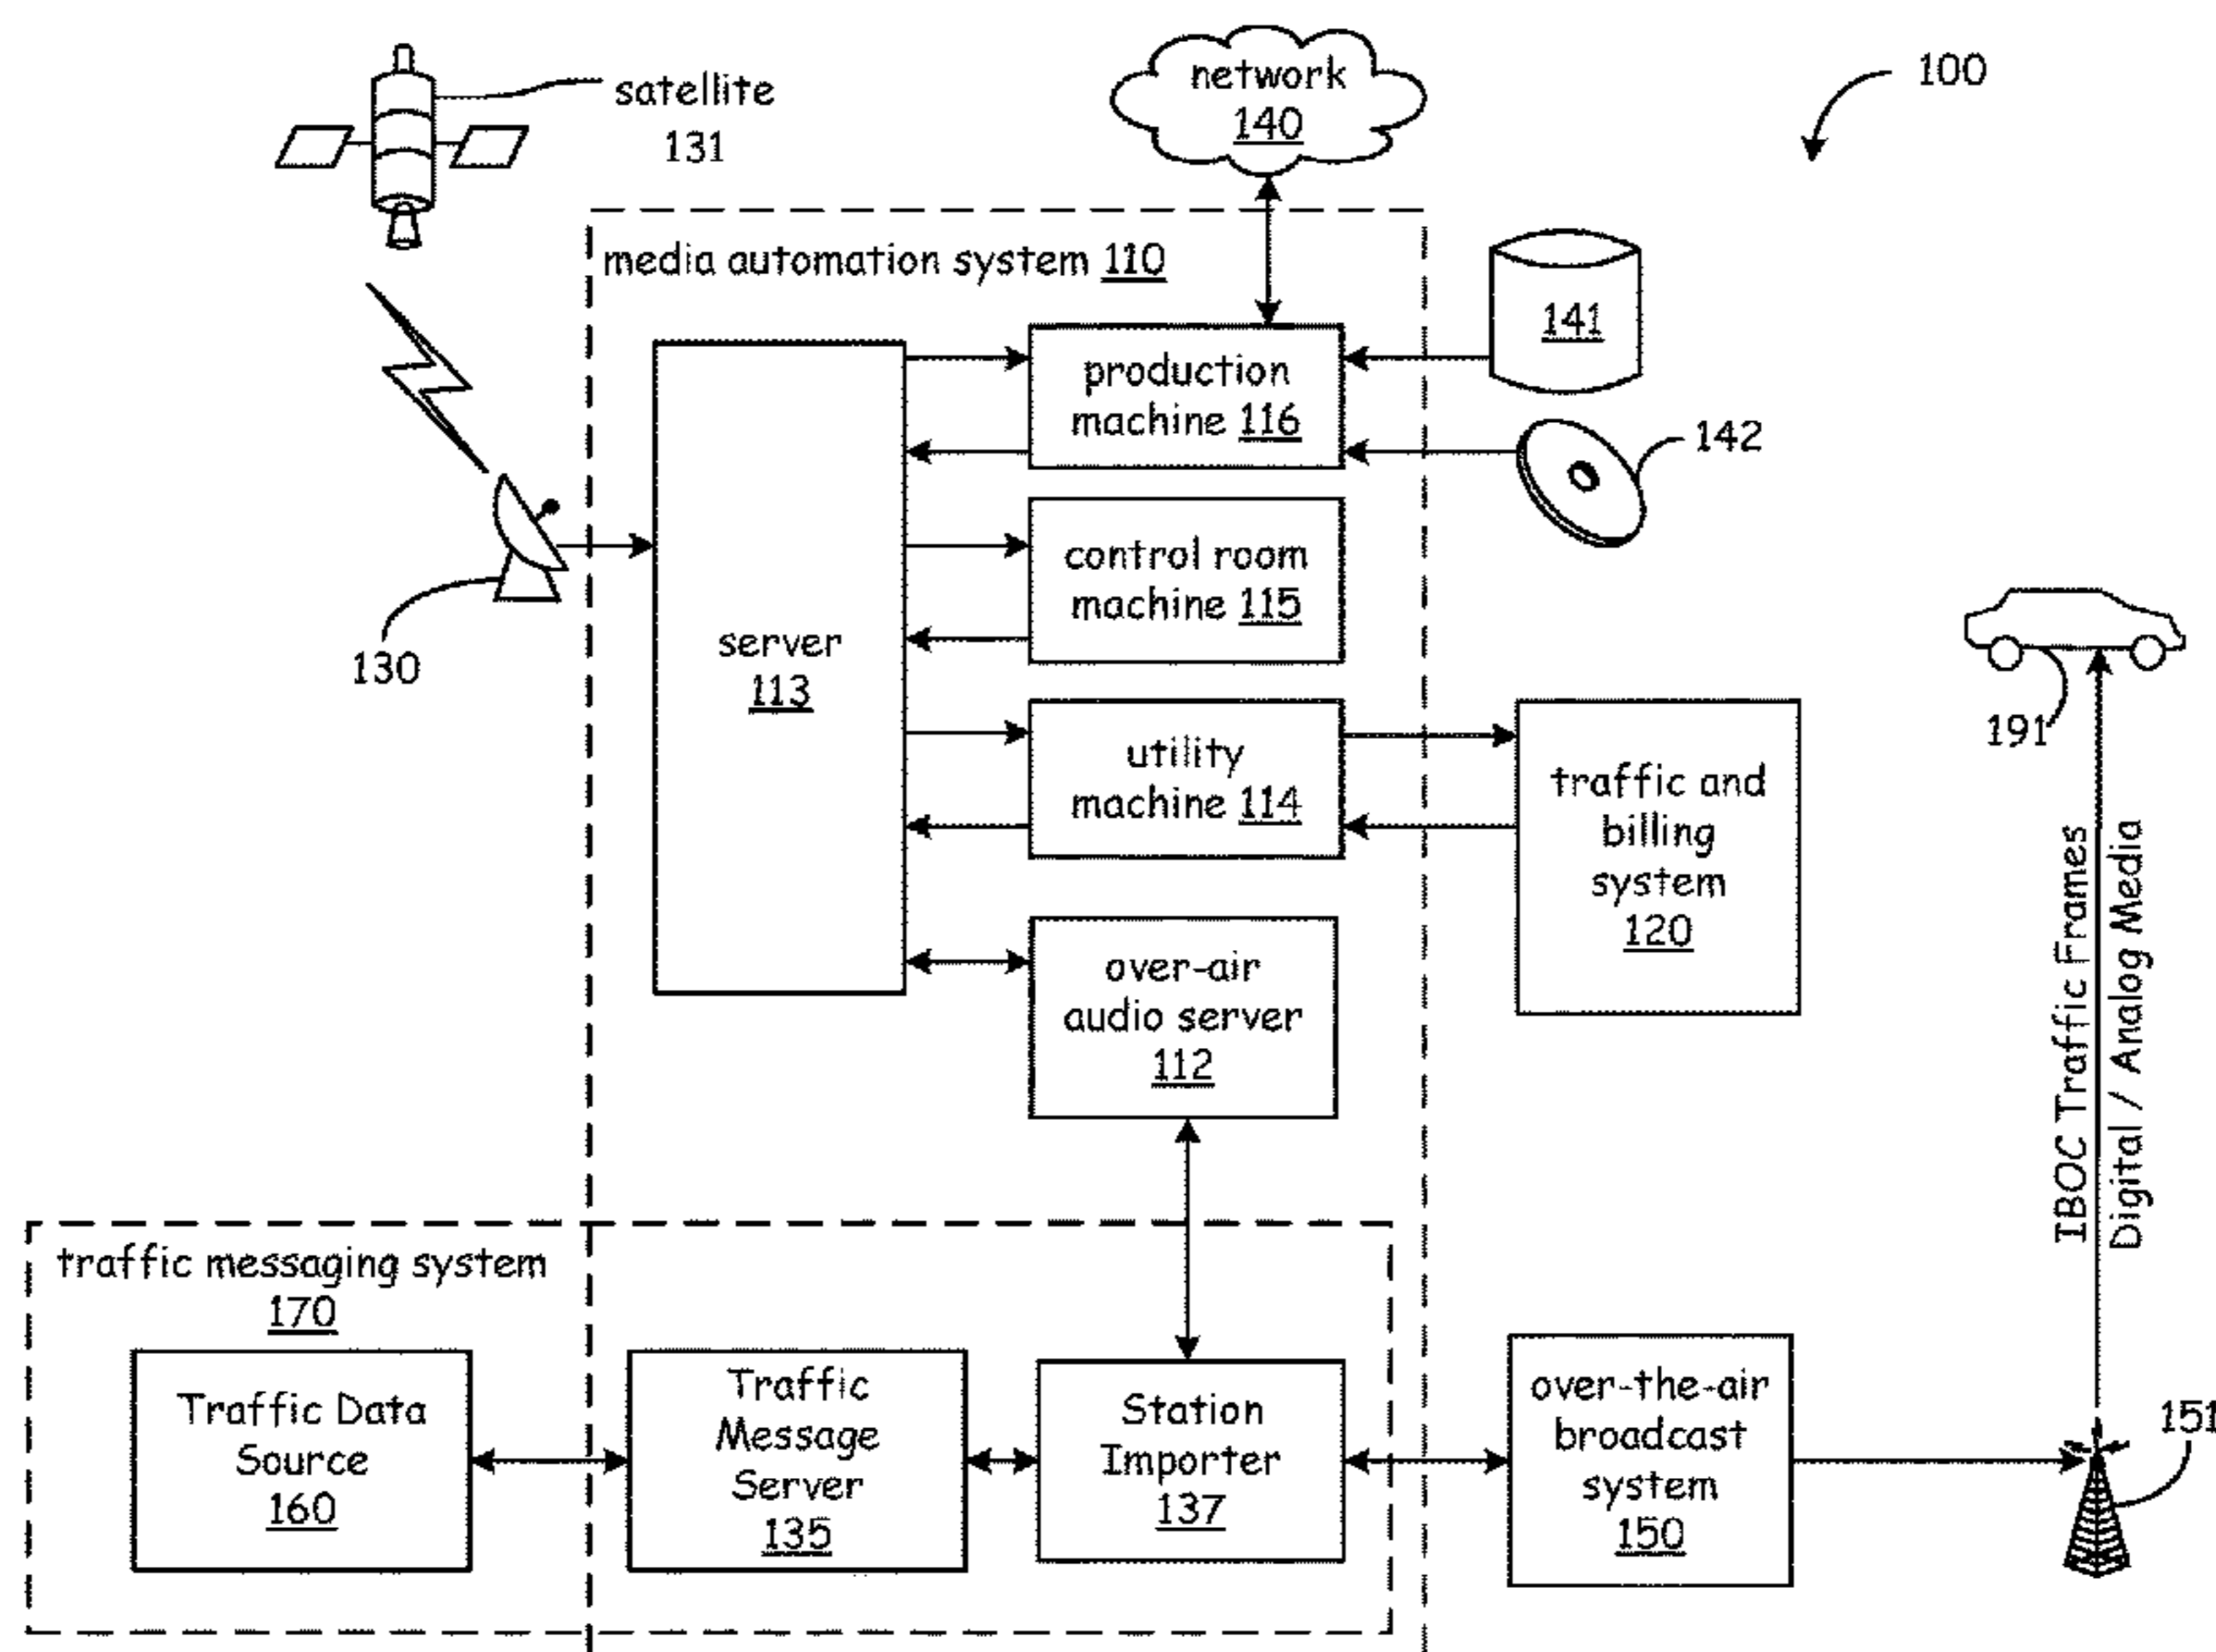 satellite
131
network
140
100
media automation system 110
141
production
machine 116
142
control room
machine 115
130
server
113
191
utility
machine 114
traffic and
billing
system
120
over-air
audio server
112
IBOC Traffic Frames
Digital / Analog Media
traffic messaging system
170
Traffic Data
Source
160
Traffic
Message
Server
135
Station
Importer
137
over-the-air
broadcast
system
150
151